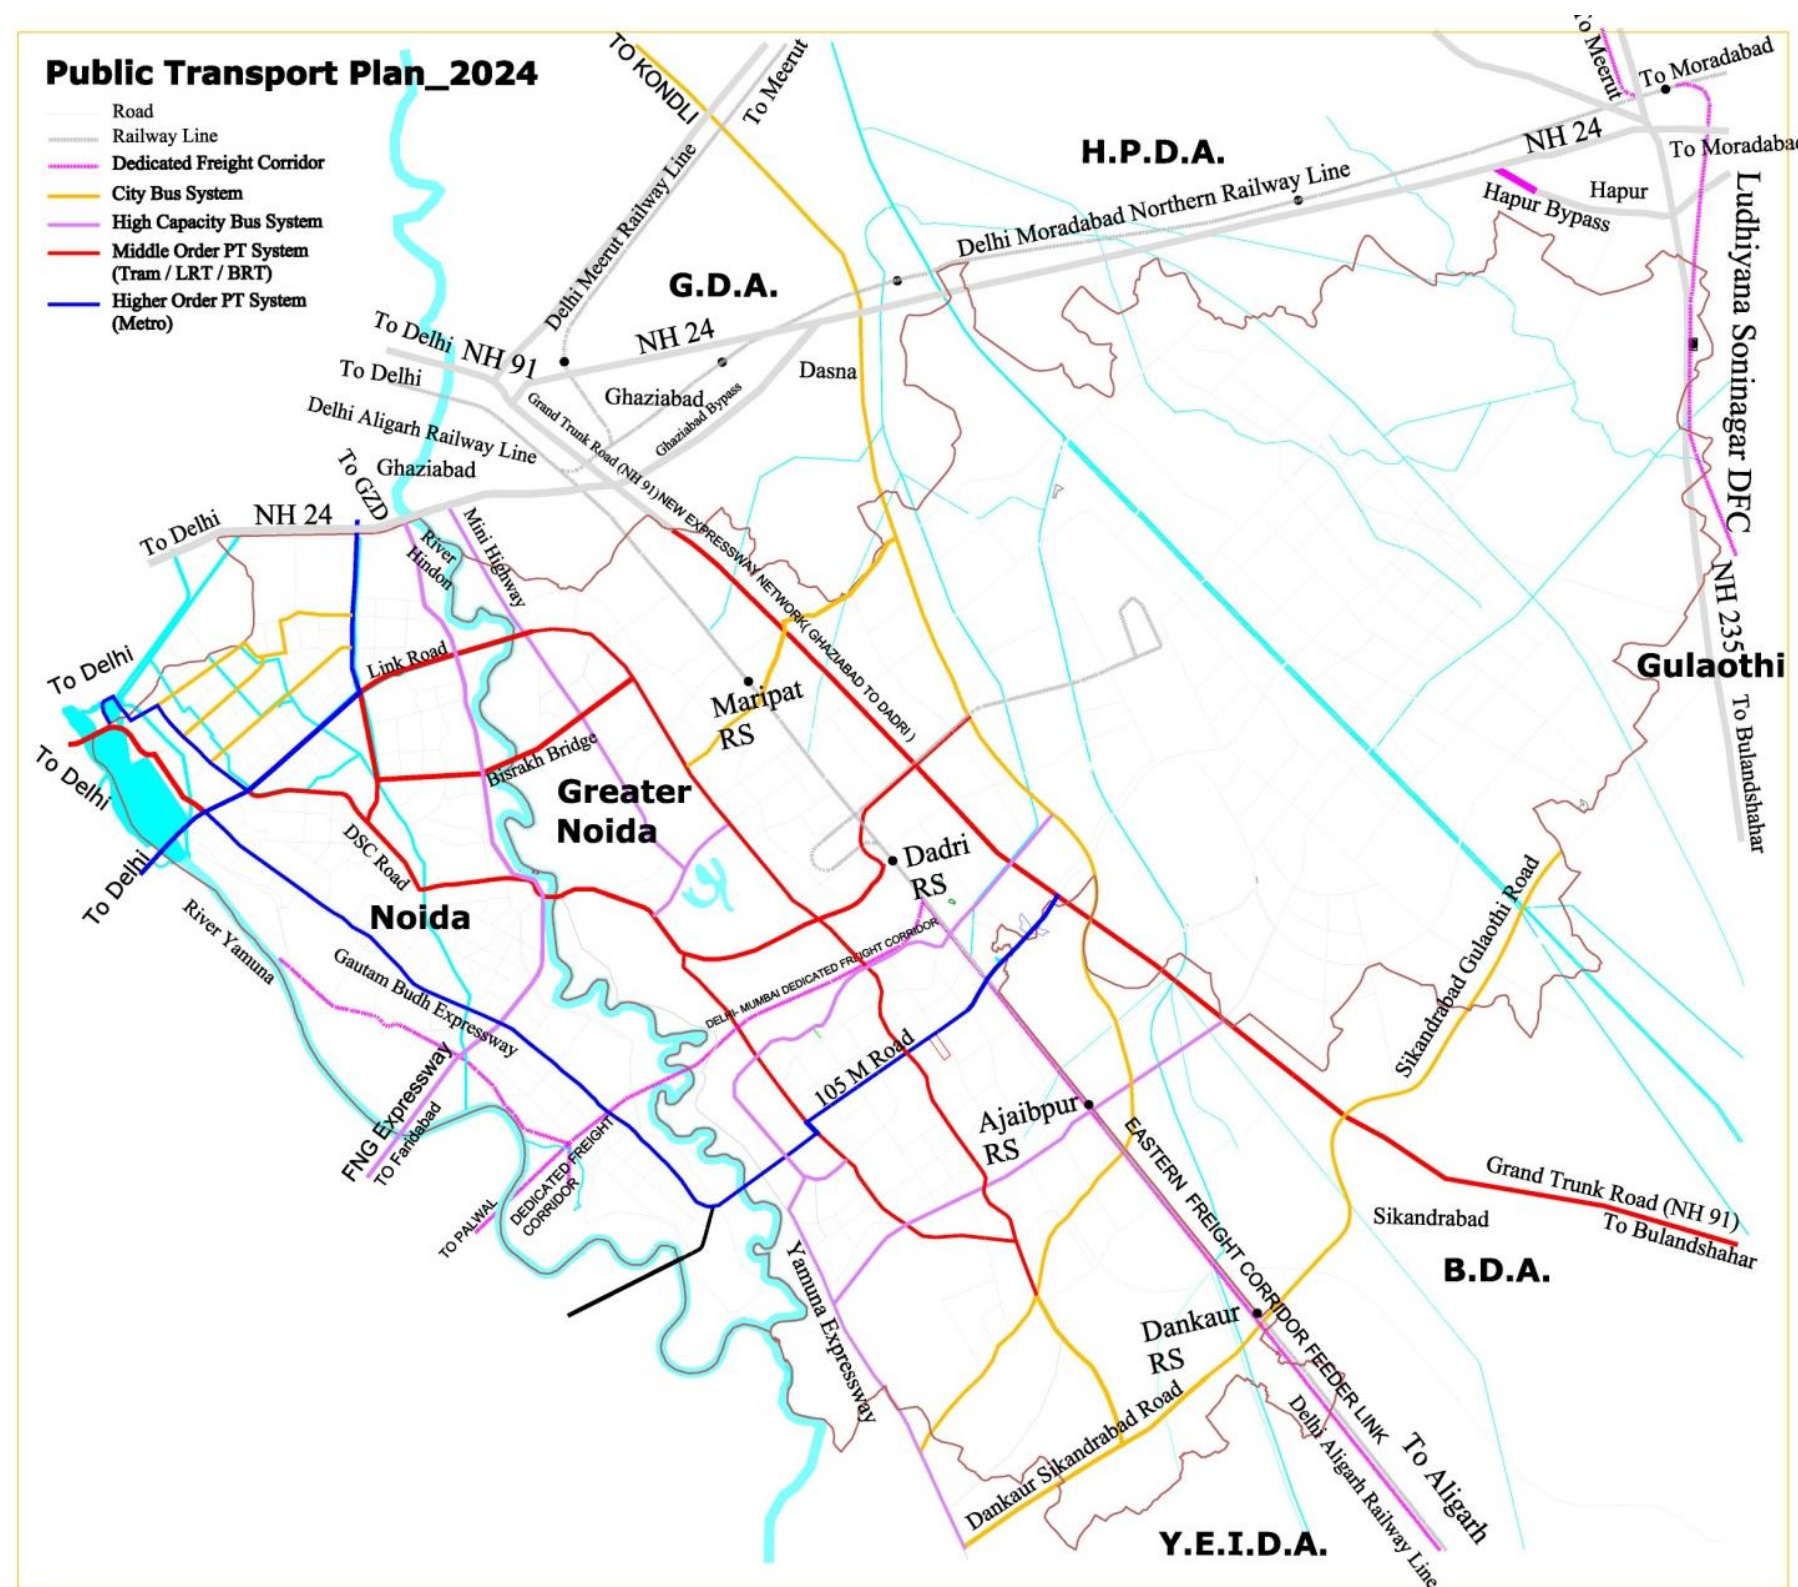 Public Transport Plan_2024
Road
Railway Line
Dedicated Freight Corridor
City Bus System
High Capacity Bus System
Middle Order PT System
(Tram / LRT / BRT)
Higher Order PT System
(Metro)
TO KONDLI
To Meerut
Delhi Meerut Railway Line
H.P.D.A.
G.D.A.
To Meerut
To Moradabad
NH 24
To Moradabad
Delhi Moradabad Northern Railway Line
Hapur
Hapur Bypass
Ludhiyana Soninagar DFC
To Delhi
NH 91
NH 24
To Delhi
Dasna
Ghaziabad
Ghaziabad Bypass
Grand Trunk Road (NH 91)
Delhi Aligarh Railway Line
Ghaziabad
To GZD
NH 24
To Delhi
River
Hindon
Mini Highway
NEW EXPRESSWAY NETWORK( GHAZIABAD TO DADRI )
NH 235
Gulaothi
To Bulandshahar
To Delhi
Link Road
Maripat
RS
To Delhi
Bisrakh Bridge
Greater
Noida
DSC Road
Dadri
RS
To Delhi
Noida
River Yamuna
Gautam Budh Expressway
DELHI- MUMBAI DEDICATED FREIGHT CORRIDOR
Sikandrabad Gulaothi Road
105 M Road
FNG Expressway
TO Faridabad
Ajaibpur
RS
EASTERN FREIGHT CORRIDOR FEEDER LINK
DEDICATED FREIGHT
CORRIDOR
TO PALWAL
Grand Trunk Road (NH 91)
To Bulandshahar
Sikandrabad
B.D.A.
Yamuna Expressway
Dankaur
RS
Dankaur Sikandrabad Road
Delhi Aligarh Railway Line
To Aligarh
Y.E.I.D.A.